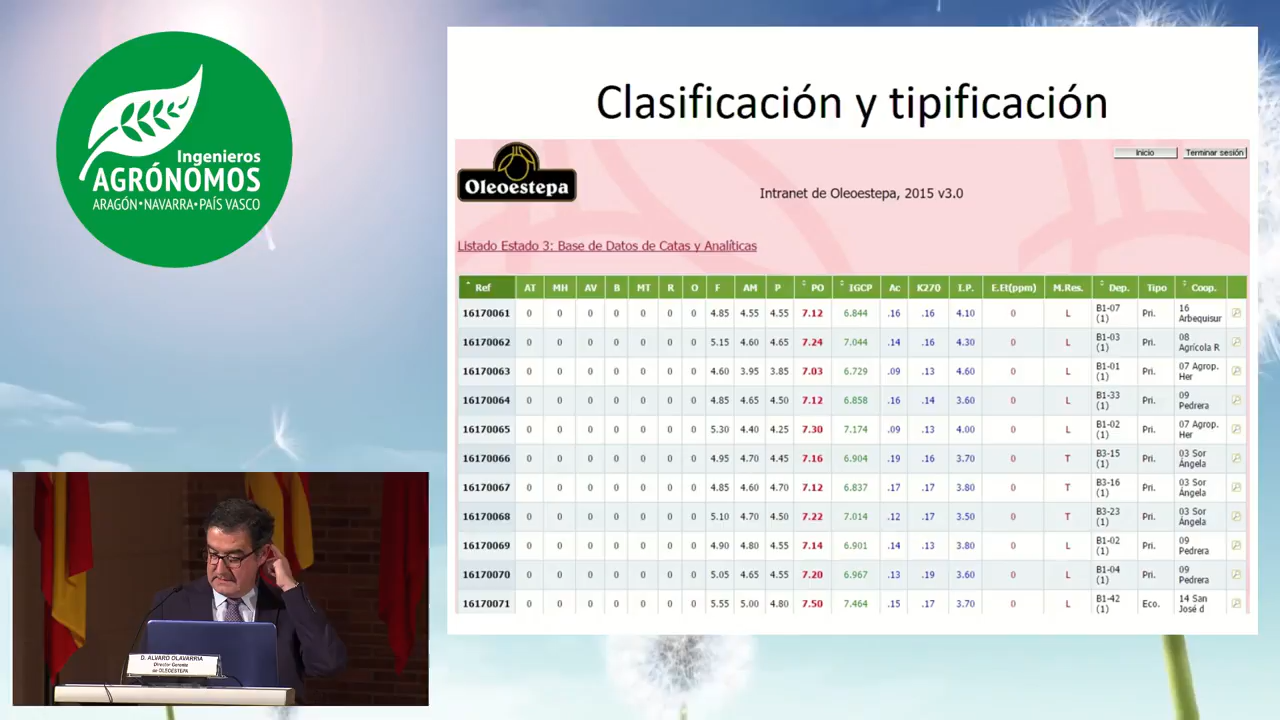 Ingenieros
AGRÓNOMOS
ARAGÓN•NAVARRA•PAÍS VASCO
Clasificación y tipificación
Oleoestepa
Inicio
Terminar sesión
Intranet de Oleoestepa, 2015 v3.0
Listado Estado 3: Base de Datos de Catas y Analíticas
Ref AT MH AV B MT R O F AM P PO IGCP Ac K270 I.P. E.Et(ppm) M.Res. Dep. Tipo Coop.
16170061 0 0 0 0 0 0 0 4.85 4.55 4.55 7.12 6.844 .16 .16 4.10 0 L B1-07 (1) Pri. 16 Arbequisur
16170062 0 0 0 0 0 0 0 5.15 4.60 4.65 7.24 7.044 .14 .16 4.30 0 L B1-03 (1) Pri. 08 Agrícola R
16170063 0 0 0 0 0 0 0 4.60 3.95 3.85 7.03 6.729 .09 .13 4.60 0 L B1-01 (1) Pri. 07 Agrop. Her
16170064 0 0 0 0 0 0 0 4.85 4.65 4.50 7.12 6.858 .16 .14 3.60 0 L B1-33 (1) Pri. 09 Pedrera
16170065 0 0 0 0 0 0 0 5.30 4.40 4.25 7.30 7.174 .09 .13 4.00 0 L B1-02 (1) Pri. 07 Agrop. Her
16170066 0 0 0 0 0 0 0 4.95 4.70 4.45 7.16 6.904 .19 .16 3.70 0 T B3-15 (1) Pri. 03 Sor Ángela
16170067 0 0 0 0 0 0 0 4.85 4.60 4.70 7.12 6.837 .17 .17 3.80 0 T B3-16 (1) Pri. 03 Sor Ángela
16170068 0 0 0 0 0 0 0 5.10 4.70 4.50 7.22 7.014 .12 .17 3.50 0 T B3-23 (1) Pri. 03 Sor Ángela
16170069 0 0 0 0 0 0 0 4.90 4.80 4.55 7.14 6.901 .14 .13 3.80 0 L B1-02 (1) Pri. 09 Pedrera
16170070 0 0 0 0 0 0 0 5.05 4.65 4.55 7.20 6.967 .13 .19 3.60 0 L B1-04 (1) Pri. 09 Pedrera
16170071 0 0 0 0 0 0 0 5.55 5.00 4.80 7.50 7.464 .15 .17 3.70 0 L B1-42 (1) Eco. 14 San José d
D. ALVARO OLAVARRIA
Director Gerente
de OLEOESTEPA